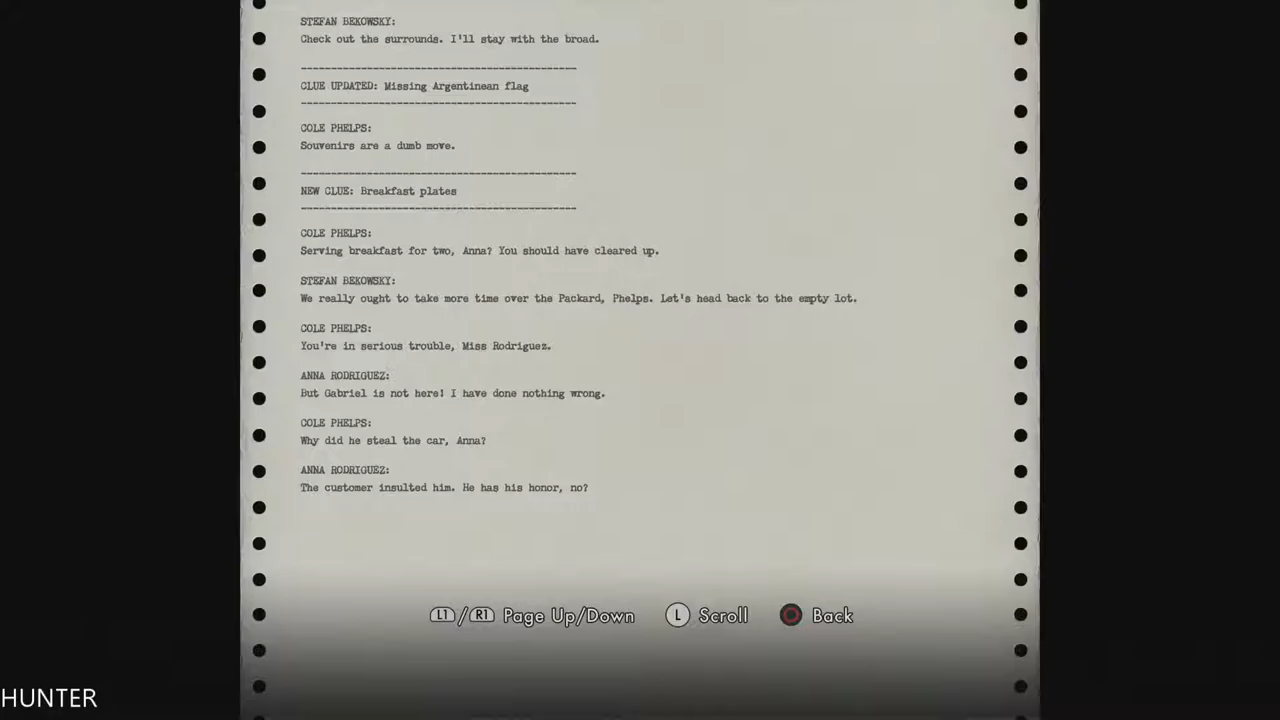 STEFAN BEKOWSKY:
Check out the surrounds. I'll stay with the broad.
CLUE UPDATED: Missing Argentinean flag
COLE PHELPS:
Souvenirs are a dumb move.
NEW CLUE: Breakfast plates
COLE PHELPS:
Serving breakfast for two, Anna? You should have cleared up.
STEFAN BEKOWSKY:
We really ought to take more time over the Packard, Phelps. Let's head back to the empty lot.
COLE PHELPS:
You're in serious trouble, Miss Rodriguez.
ANNA RODRIGUEZ:
But Gabriel is not here! I have done nothing wrong.
COLE PHELPS:
Why did he steal the car, Anna?
ANNA RODRIGUEZ:
The customer insulted him. He has his honor, no?
L1/R1 Page Up/Down L Scroll Back
HUNTER